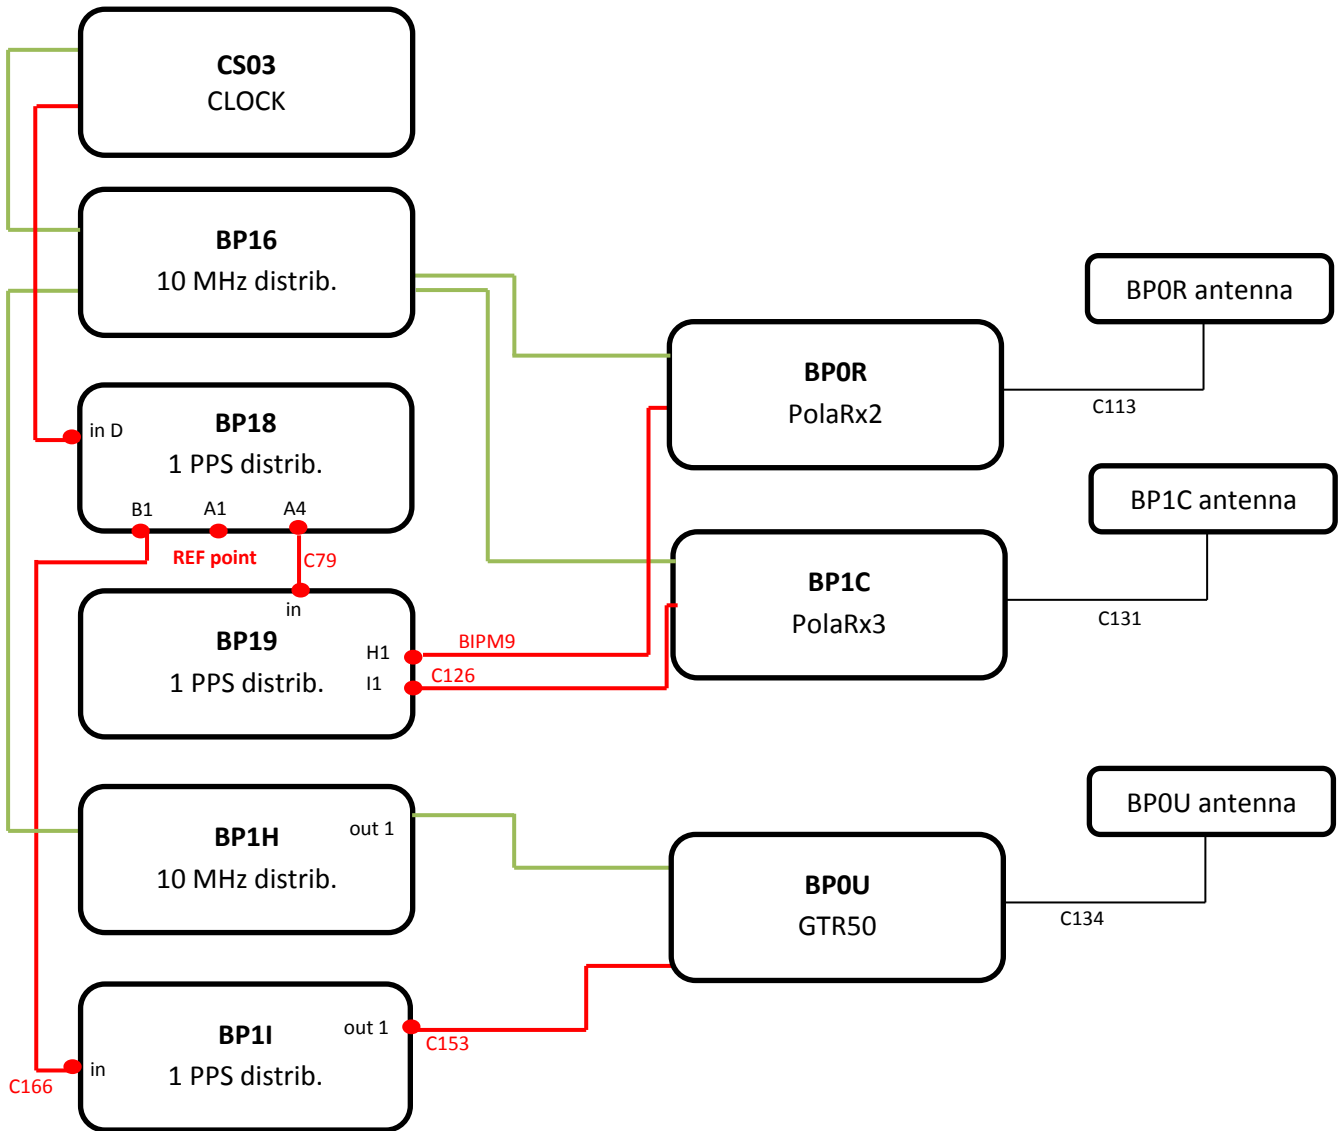 CS03
CLOCK
BP16
10 MHz distrib.
BP0R antenna
BP0R
PolaRx2
C113
in D
BP18
1 PPS distrib.
B1
A1
A4
REF point
C79
BP1C antenna
BP1C
PolaRx3
C131
in
BP19
1 PPS distrib.
H1
I1
BIPM9
C126
BP1H
10 MHz distrib.
out 1
BP0U antenna
BP0U
GTR50
C134
BP1I
1 PPS distrib.
out 1
in
C153
C166